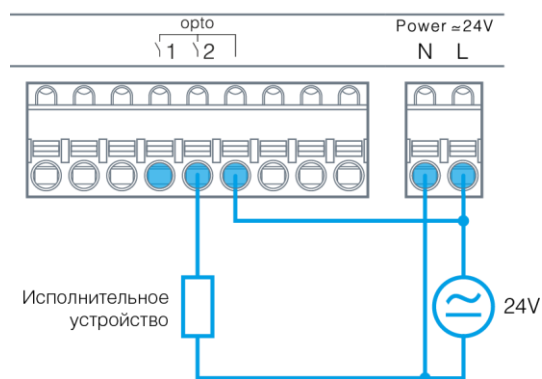 opto
1 2
Power ≃24V
N L
Исполнительное
устройство
24V